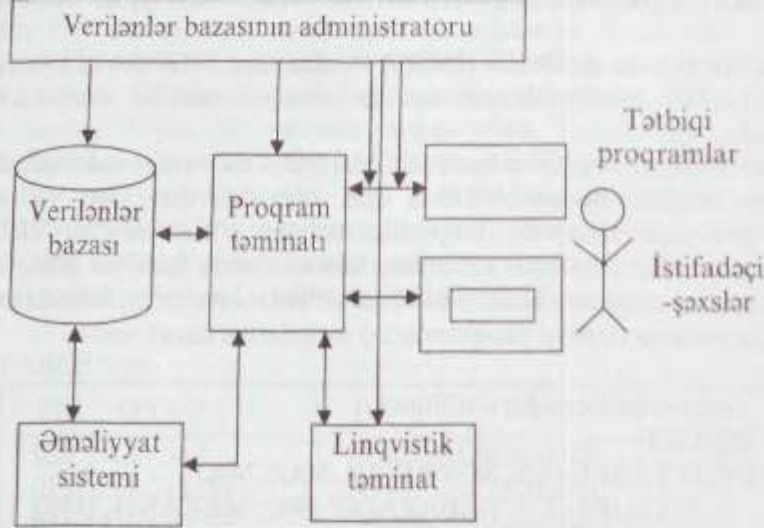 Verilənlər bazasının administratoru
Tətbiqi
proqramlar
Verilənlər
bazası
Proqram
təminatı
İstifadəçi
-şəxslər
Əməliyyat
sistemi
Linqvistik
təminat